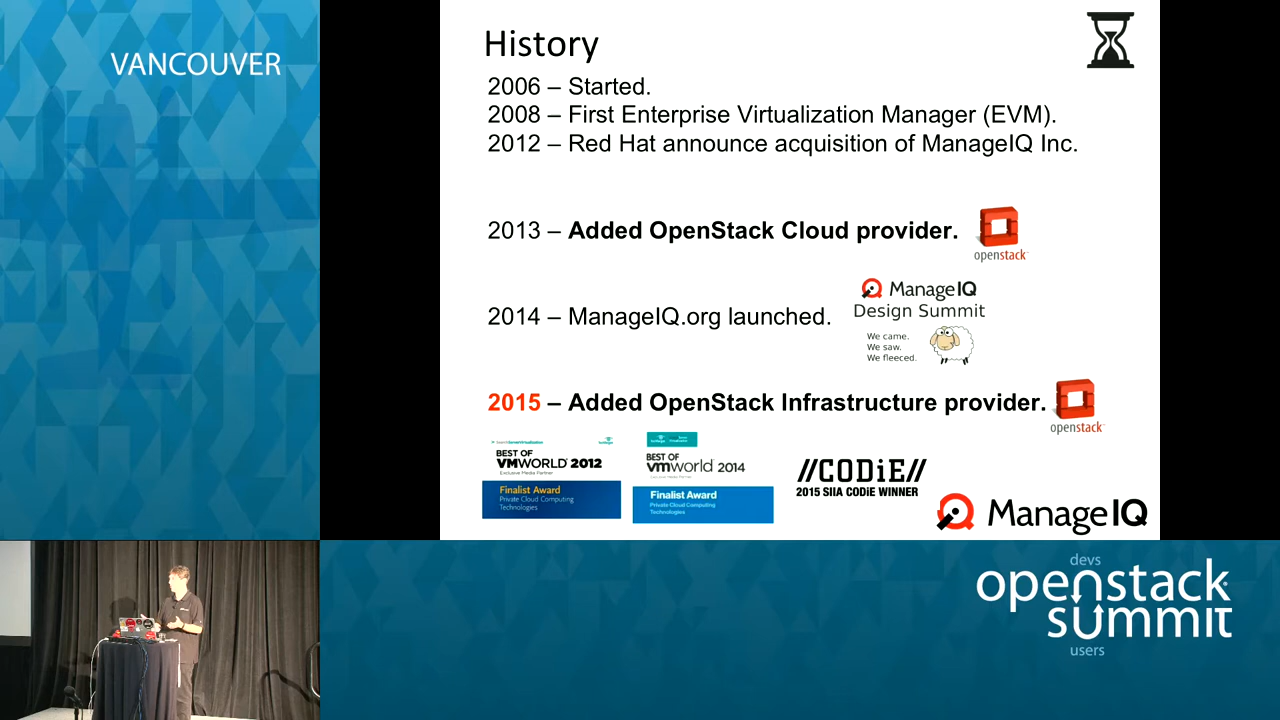 VANCOUVER
History
2006 – Started.
2008 – First Enterprise Virtualization Manager (EVM).
2012 – Red Hat announce acquisition of ManageIQ Inc.
2013 – Added OpenStack Cloud provider.
openstack
2014 – ManageIQ.org launched.
ManageIQ
Design Summit
We came.
We saw.
We fleeced.
2015 – Added OpenStack Infrastructure provider.
openstack
BEST OF
VMWORLD 2012
Exclusive Media Partner
Finalist Award
Private Cloud Computing
Technologies
BEST OF
vmworld 2014
Finalist Award
Private Cloud Computing
Technologies
//CODiE//
2015 SIIA CODiE WINNER
ManageIQ
devs
openstack
summit
users